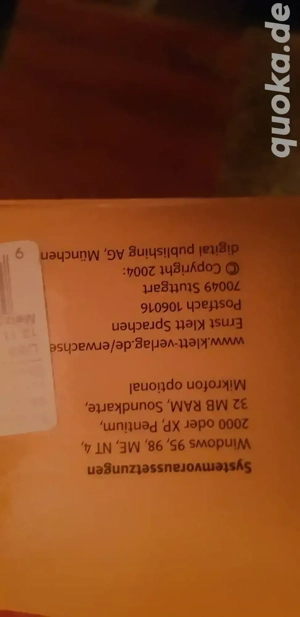 quoka.de
Systemvoraussetzungen
Windows 95, 98, ME, NT 4,
2000 oder XP, Pentium,
32 MB RAM, Soundkarte,
Mikrofon optional
www.klett-verlag.de/erwachse
Ernst Klett Sprachen
Postfach 106016
70049 Stuttgart
© Copyright 2004:
digital publishing AG, München
9